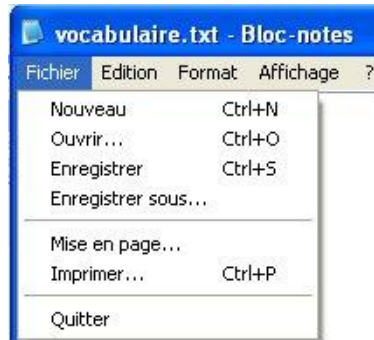 vocabulaire.txt - Bloc-notes
Fichier Edition Format Affichage ?
Nouveau Ctrl+N
Ouvrir... Ctrl+O
Enregistrer Ctrl+S
Enregistrer sous...
Mise en page...
Imprimer... Ctrl+P
Quitter